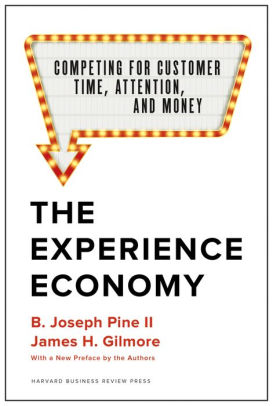 COMPETING FOR CUSTOMER
TIME, ATTENTION,
AND MONEY
THE
EXPERIENCE
ECONOMY
B. Joseph Pine II
James H. Gilmore
With a New Preface by the Authors
HARVARD BUSINESS REVIEW PRESS